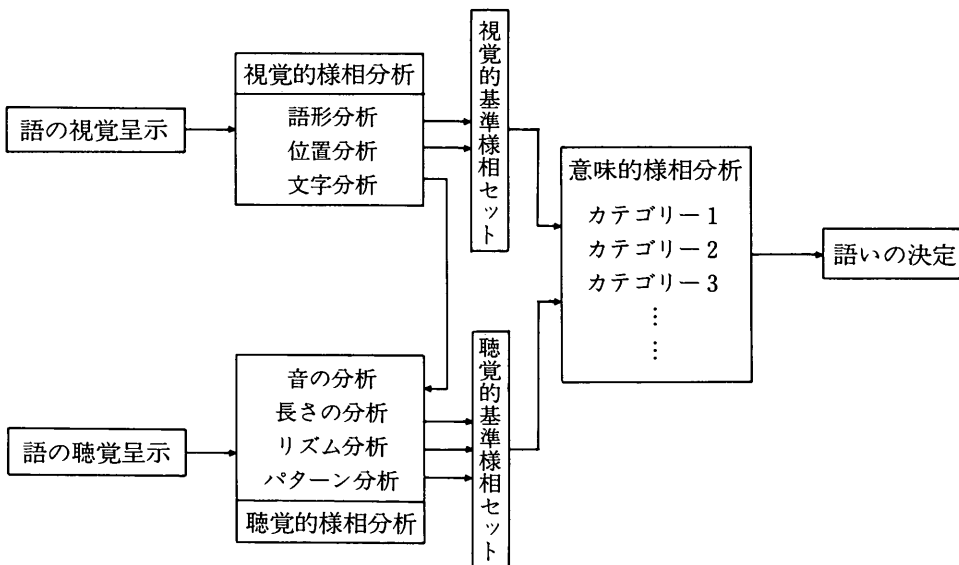 語の視覚呈示
視覚的様相分析
語形分析
位置分析
文字分析
視覚的基準様相セット
意味的様相分析
カテゴリー1
カテゴリー2
カテゴリー3
⋮
⋮
語いの決定
語の聴覚呈示
音の分析
長さの分析
リズム分析
パターン分析
聴覚的様相分析
聴覚的基準様相セット